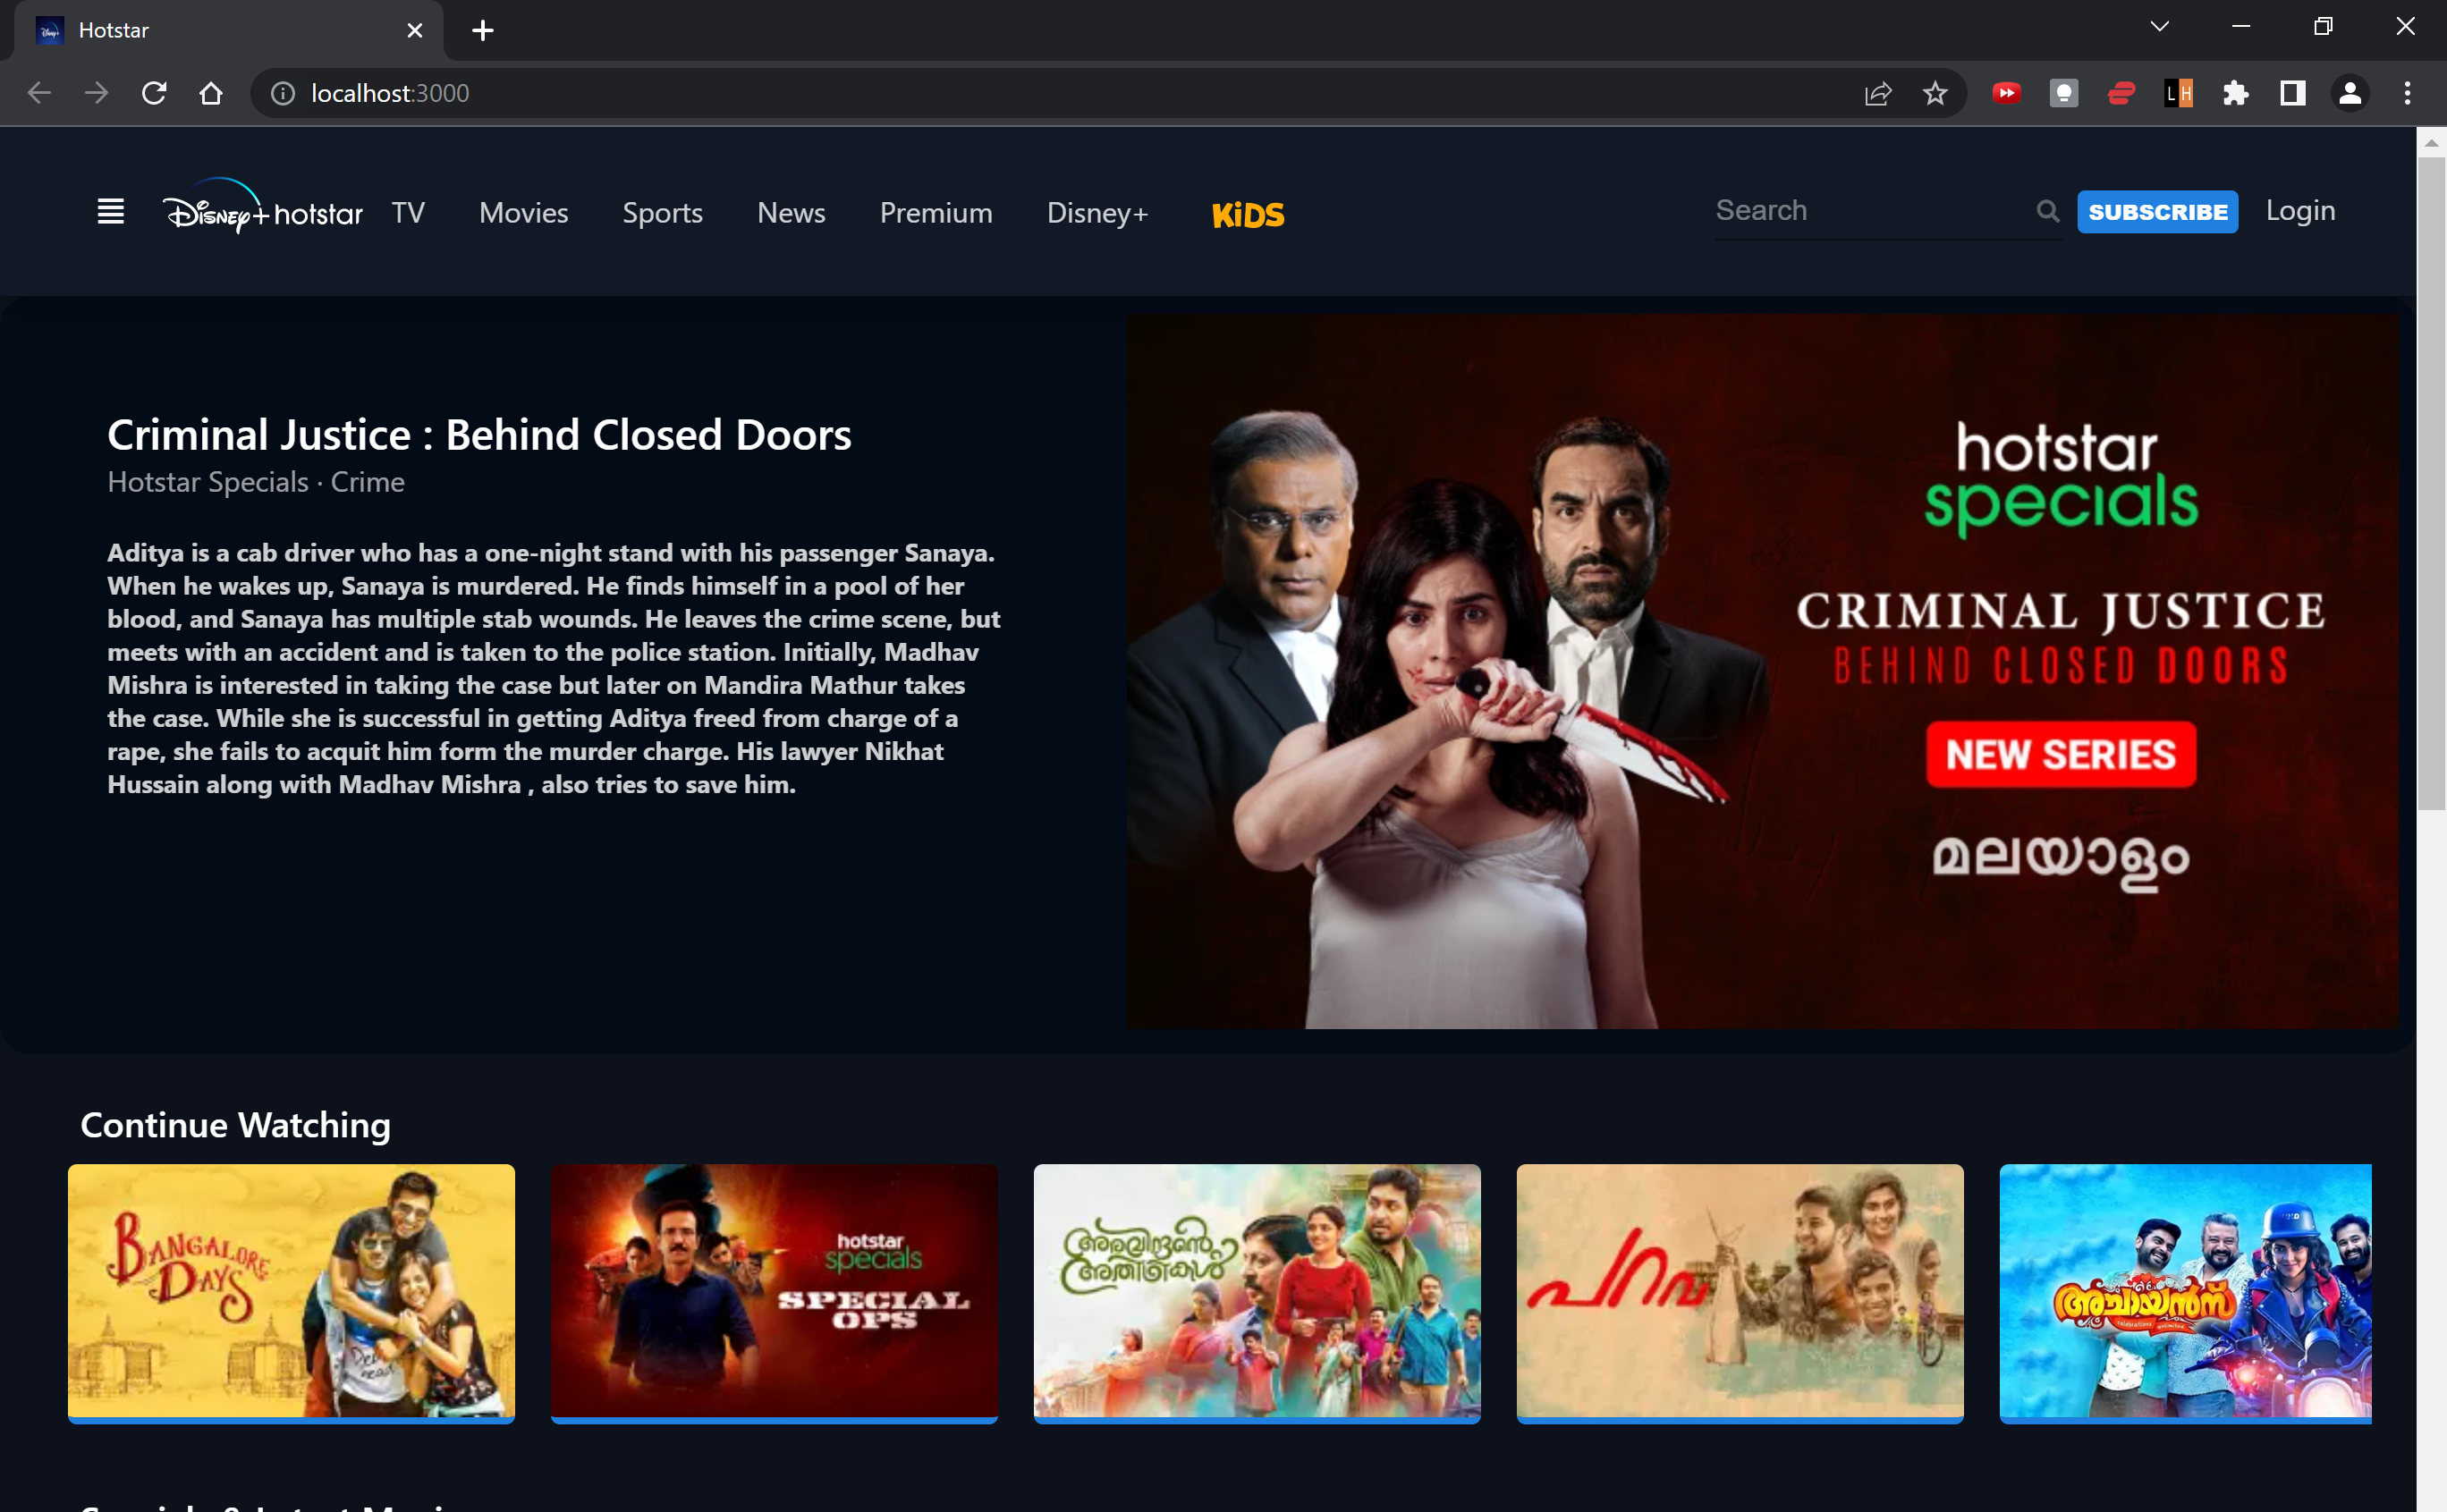 Hotstar
localhost:3000
Disney+ hotstar
TV
Movies
Sports
News
Premium
Disney+
KiDS
Search
SUBSCRIBE
Login
Criminal Justice : Behind Closed Doors
Hotstar Specials · Crime
Aditya is a cab driver who has a one-night stand with his passenger Sanaya.
When he wakes up, Sanaya is murdered. He finds himself in a pool of her
blood, and Sanaya has multiple stab wounds. He leaves the crime scene, but
meets with an accident and is taken to the police station. Initially, Madhav
Mishra is interested in taking the case but later on Mandira Mathur takes
the case. While she is successful in getting Aditya freed from charge of a
rape, she fails to acquit him form the murder charge. His lawyer Nikhat
Hussain along with Madhav Mishra , also tries to save him.
hotstar
specials
CRIMINAL JUSTICE
BEHIND CLOSED DOORS
NEW SERIES
മലയാളം
Continue Watching
BANGALORE
DAYS
hotstar
specials
SPECIAL
OPS
അരവിന്ദന്റെ
അതിഥികൾ
പറവ
അച്ചായൻസ്
celebrations unlimited